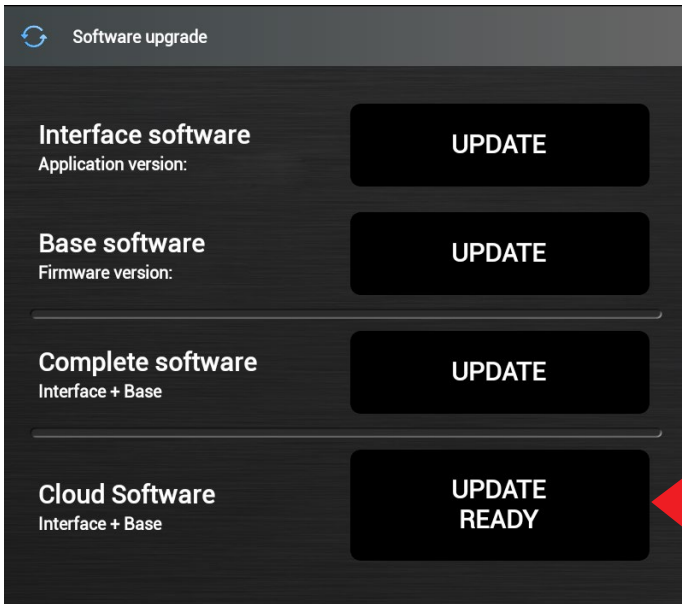 Software upgrade
Interface software
Application version:
UPDATE
Base software
Firmware version:
UPDATE
Complete software
Interface + Base
UPDATE
Cloud Software
Interface + Base
UPDATE
READY